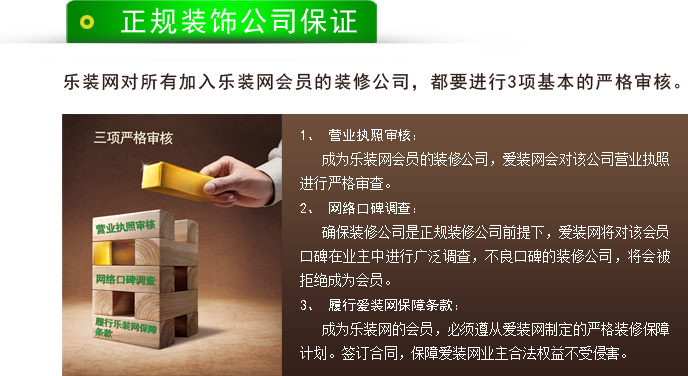 正规装饰公司保证
乐装网对所有加入乐装网会员的装修公司，都要进行3项基本的严格审核。
三项严格审核
营业执照审核
网络口碑调查
履行乐装网保障
条款
1、 营业执照审核：
成为乐装网会员的装修公司，爱装网会对该公司营业执照
进行严格审查。
2、 网络口碑调查：
确保装修公司是正规装修公司前提下，爱装网将对该会员
口碑在业主中进行广泛调查，不良口碑的装修公司，将会被
拒绝成为会员。
3、 履行爱装网保障条款：
成为乐装网的会员，必须遵从爱装网制定的严格装修保障
计划。签订合同，保障爱装网业主合法权益不受侵害。